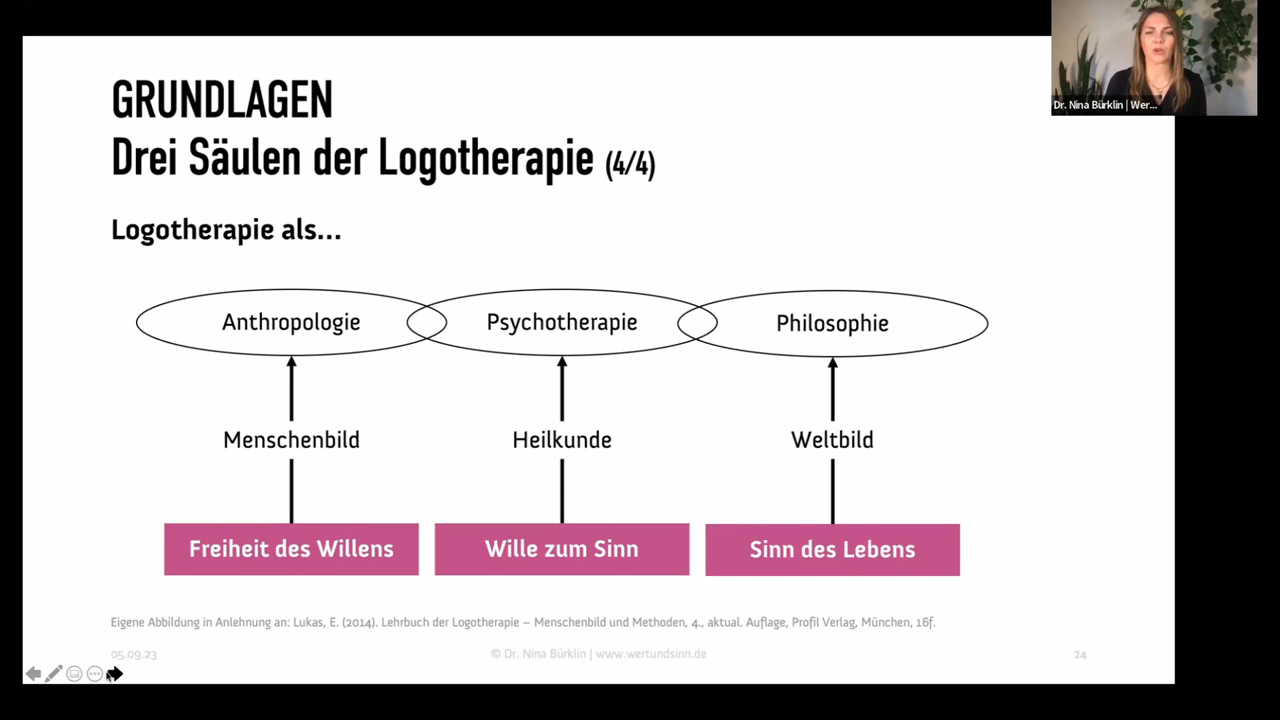 GRUNDLAGEN
Drei Säulen der Logotherapie (4/4)
Dr. Nina Bürklin | Wer...
Logotherapie als...
Anthropologie Psychotherapie Philosophie
Menschenbild Heilkunde Weltbild
Freiheit des Willens Wille zum Sinn Sinn des Lebens
Eigene Abbildung in Anlehnung an: Lukas, E. (2014). Lehrbuch der Logotherapie – Menschenbild und Methoden, 4., aktual. Auflage, Profil Verlag, München, 16f.
05.09.23 © Dr. Nina Bürklin | www.wertundsinn.de 24